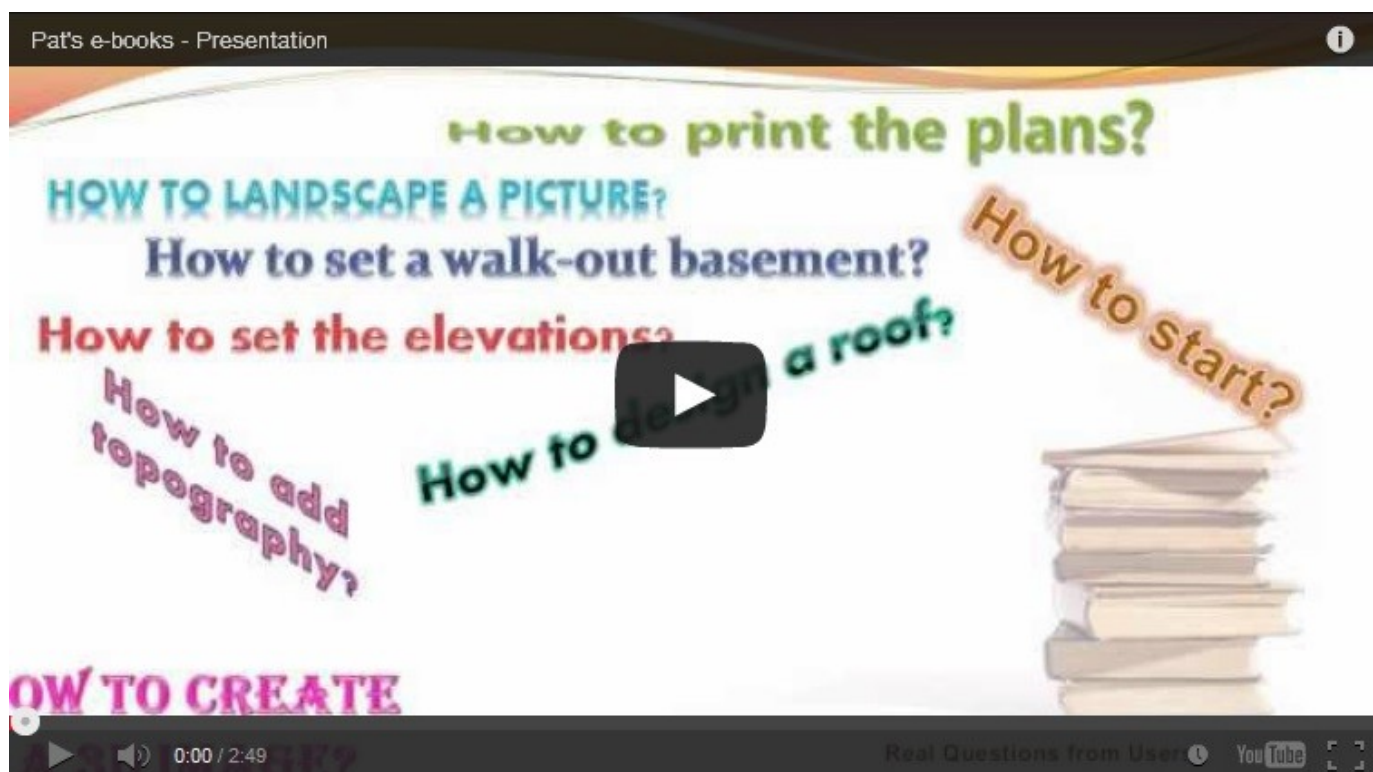 Pat's e-books - Presentation
How to print the plans?
HOW TO LANDSCAPE A PICTURE?
How to set a walk-out basement?
How to start?
How to set the elevations?
How to design a roof?
How to add
topography?
OW TO CREATE
0:00 / 2:49
Real Questions from Users
YouTube